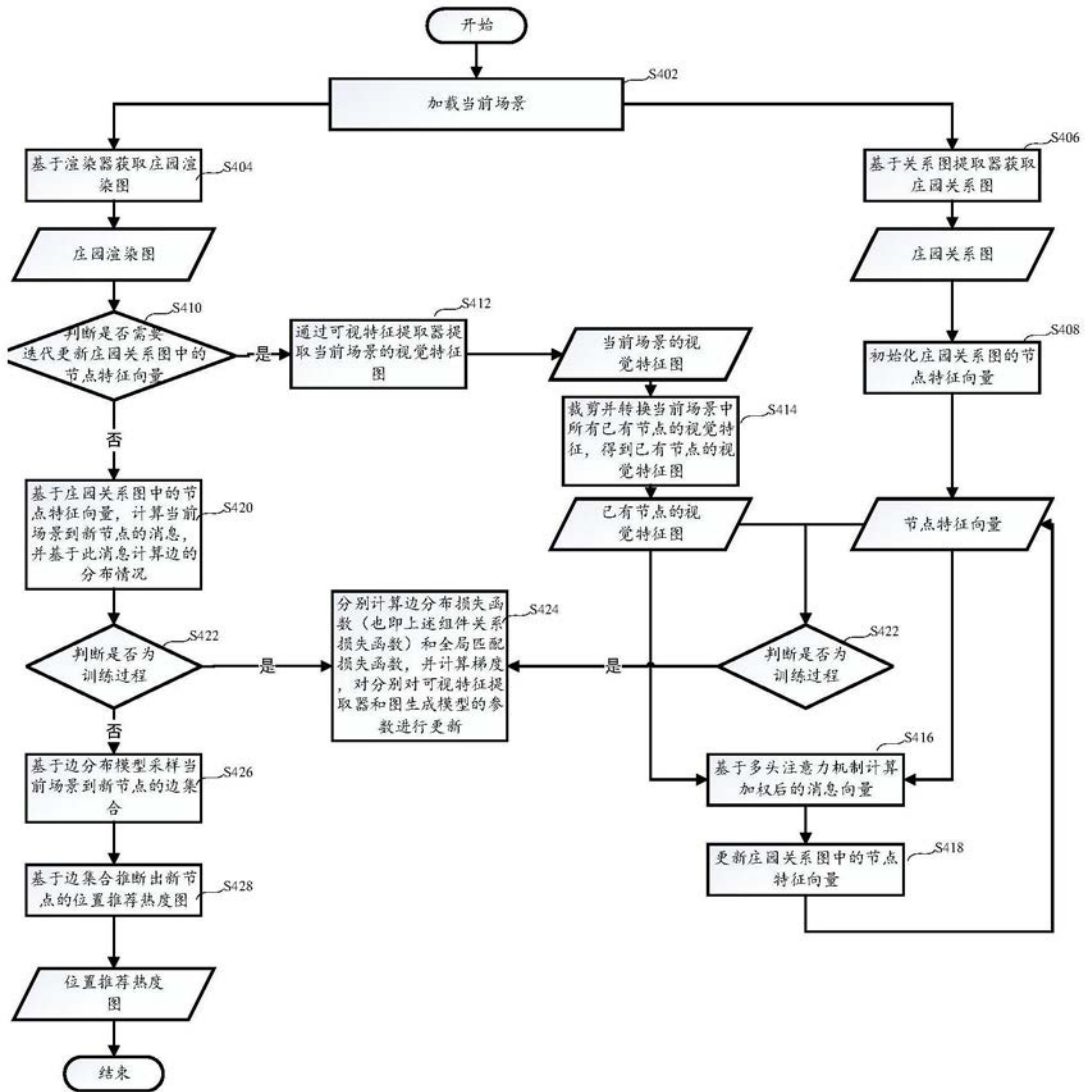 开始
S402
加载当前场景
S404
基于渲染器获取庄园渲
染图
S406
基于关系图提取器获取
庄园关系图
庄园渲染图
庄园关系图
S410
判断是否需要
迭代更新庄园关系图中的
节点特征向量
是
S412
通过可视特征提取器提
取当前场景的视觉特征
图
当前场景的视
觉特征图
S408
初始化庄园关系图的节
点特征向量
S414
裁剪并转换当前场景中
所有已有节点的视觉特
征，得到已有节点的视
觉特征图
否
S420
基于庄园关系图中的节
点特征向量，计算当前
场景到新节点的消息，
并基于此消息计算边的
分布情况
已有节点的视
觉特征图
节点特征向量
S424
分别计算边分布损失函
数（也即上述组件关系
损失函数）和全局匹配
损失函数，并计算梯度
，对分别对可视特征提
取器和图生成模型的参
数进行更新
S422
判断是否为
训练过程
是
S422
判断是否为
训练过程
是
否
S426
基于边分布模型采样当
前场景到新节点的边集
合
S416
基于多头注意力机制计算
加权后的消息向量
S418
更新庄园关系图中的节点
特征向量
S428
基于边集合推断出新节
点的位置推荐热度图
位置推荐热度
图
结束